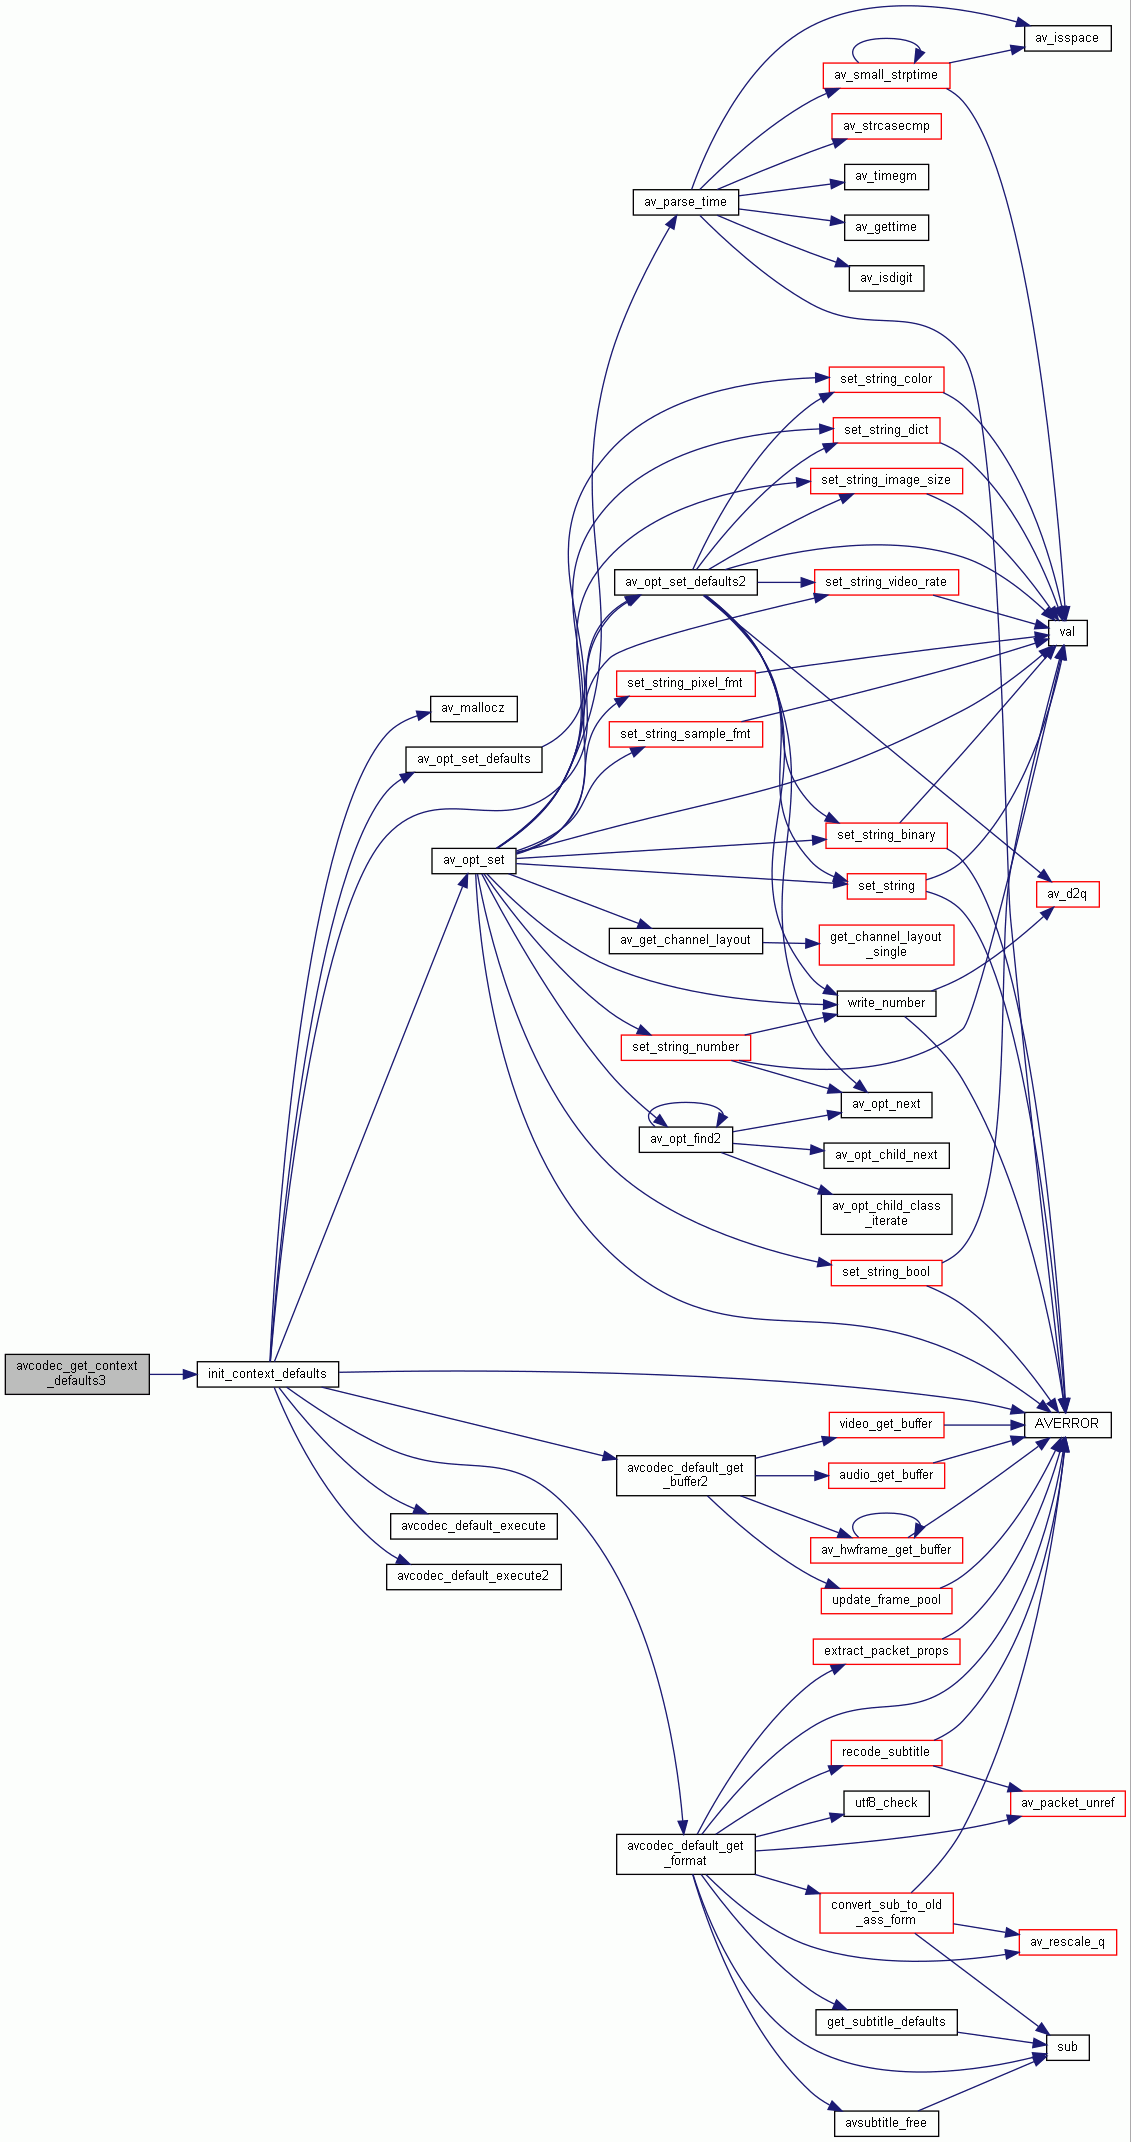 av_isspace
av_small_strptime
av_strcasecmp
av_timegm
av_parse_time
av_gettime
av_isdigit
set_string_color
set_string_dict
set_string_image_size
av_opt_set_defaults2
set_string_video_rate
val
set_string_pixel_fmt
av_mallocz
set_string_sample_fmt
av_opt_set_defaults
set_string_binary
av_opt_set
set_string
av_d2q
av_get_channel_layout
get_channel_layout
_single
write_number
set_string_number
av_opt_next
av_opt_find2
av_opt_child_next
av_opt_child_class
_iterate
set_string_bool
avcodec_get_context
_defaults3
init_context_defaults
video_get_buffer
AVERROR
avcodec_default_get
_buffer2
audio_get_buffer
avcodec_default_execute
av_hwframe_get_buffer
avcodec_default_execute2
update_frame_pool
extract_packet_props
recode_subtitle
utf8_check
av_packet_unref
avcodec_default_get
_format
convert_sub_to_old
_ass_form
av_rescale_q
get_subtitle_defaults
sub
avsubtitle_free